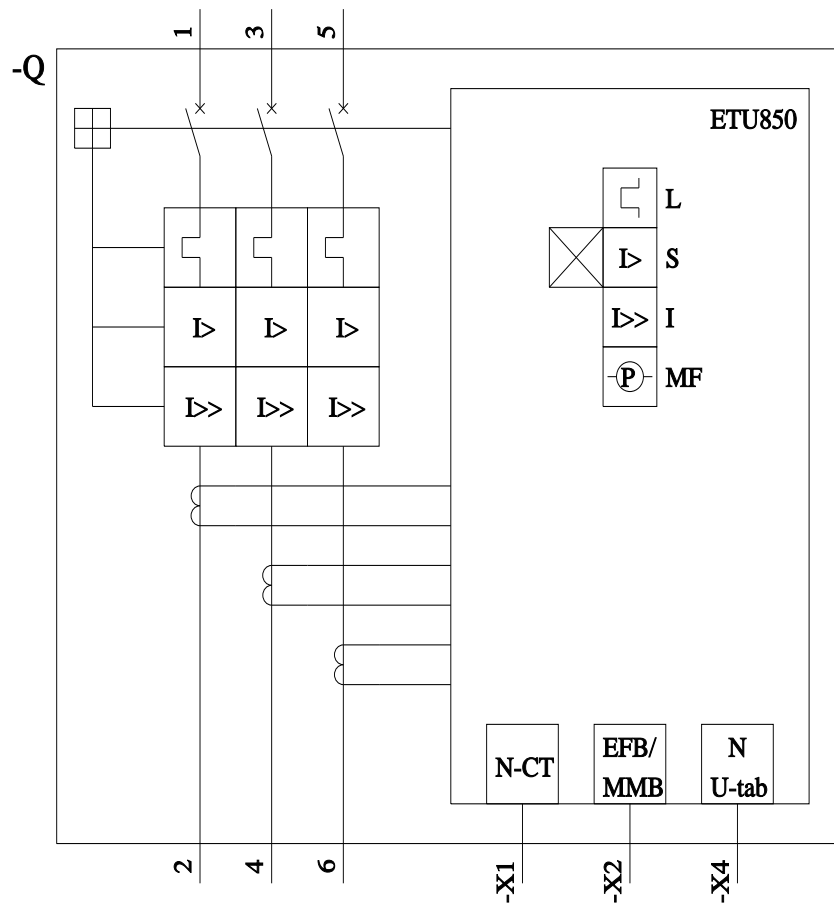 1 3 5
-Q
ETU850
L
I> S
I> I> I> I>> I
P MF
I>> I>> I>>
N-CT
EFB/
MMB
N
U-tab
2 4 6 -X1 -X2 -X4